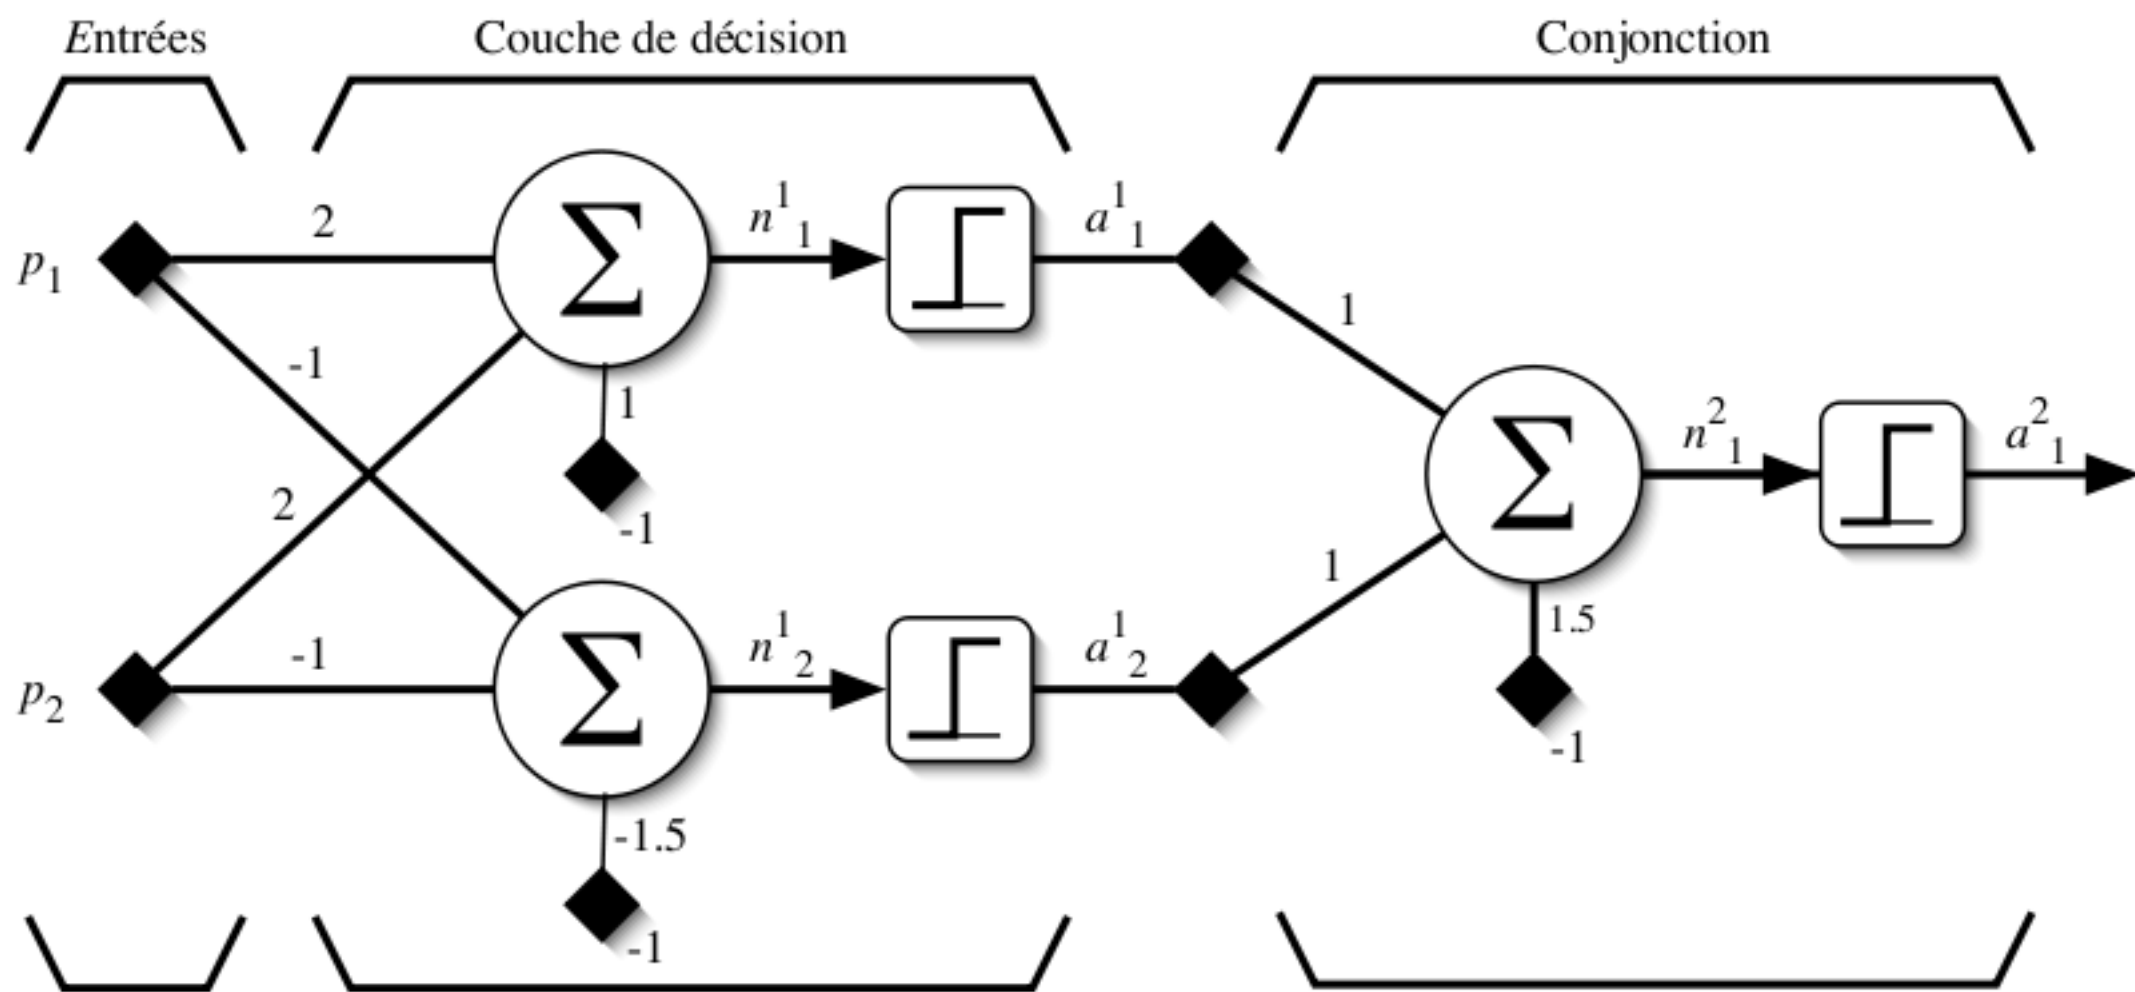 Entrées
Couche de décision
Conjonction
p1
2
Σ
n11
a11
1
-1
1
-1
2
Σ
n21
a21
1.5
-1
p2
-1
Σ
n12
a12
1
-1.5
-1